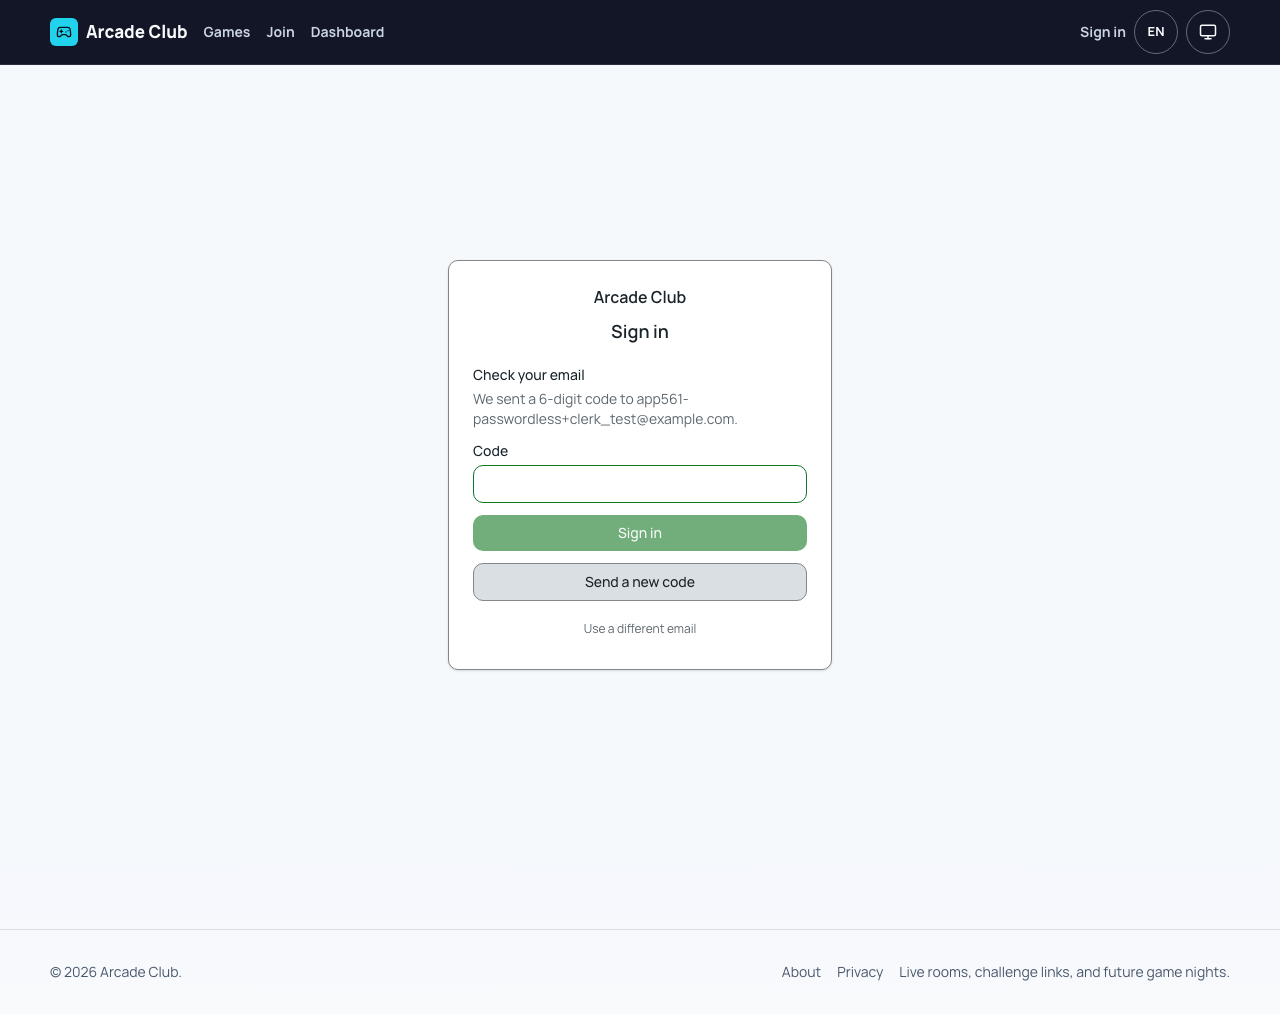 Arcade Club
Games
Join
Dashboard
Sign in
EN
Arcade Club
Sign in
Check your email
We sent a 6-digit code to app561-
passwordless+clerk_test@example.com.
Code
Sign in
Send a new code
Use a different email
© 2026 Arcade Club.
About
Privacy
Live rooms, challenge links, and future game nights.